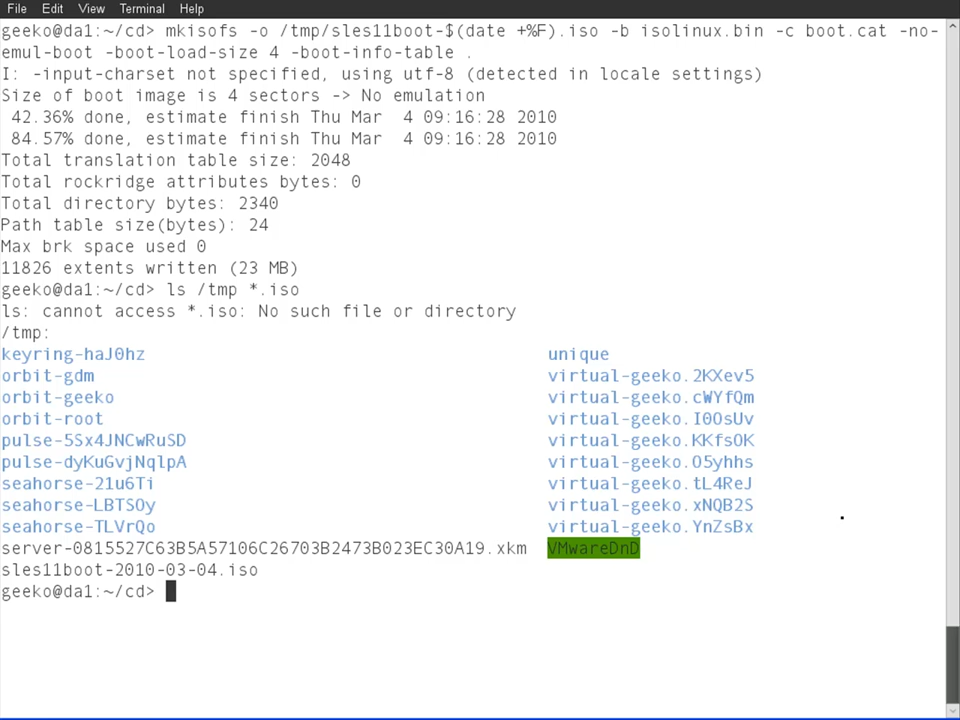 File Edit View Terminal Help
geeko@da1:~/cd> mkisofs -o /tmp/sles11boot-$(date +%F).iso -b isolinux.bin -c boot.cat -no-
emul-boot -boot-load-size 4 -boot-info-table .
I: -input-charset not specified, using utf-8 (detected in locale settings)
Size of boot image is 4 sectors -> No emulation
 42.36% done, estimate finish Thu Mar  4 09:16:28 2010
 84.57% done, estimate finish Thu Mar  4 09:16:28 2010
Total translation table size: 2048
Total rockridge attributes bytes: 0
Total directory bytes: 2340
Path table size(bytes): 24
Max brk space used 0
11826 extents written (23 MB)
geeko@da1:~/cd> ls /tmp *.iso
ls: cannot access *.iso: No such file or directory
/tmp:
keyring-haJ0hz unique
orbit-gdm virtual-geeko.2KXev5
orbit-geeko virtual-geeko.cWYfQm
orbit-root virtual-geeko.I0OsUv
pulse-5Sx4JNCwRuSD virtual-geeko.KKfsOK
pulse-dyKuGvjNqlpA virtual-geeko.O5yhhs
seahorse-21u6Ti virtual-geeko.tL4ReJ
seahorse-LBTSOy virtual-geeko.xNQB2S
seahorse-TLVrQo virtual-geeko.YnZsBx
server-0815527C63B5A57106C26703B2473B023EC30A19.xkm VMwareDnD
sles11boot-2010-03-04.iso
geeko@da1:~/cd>